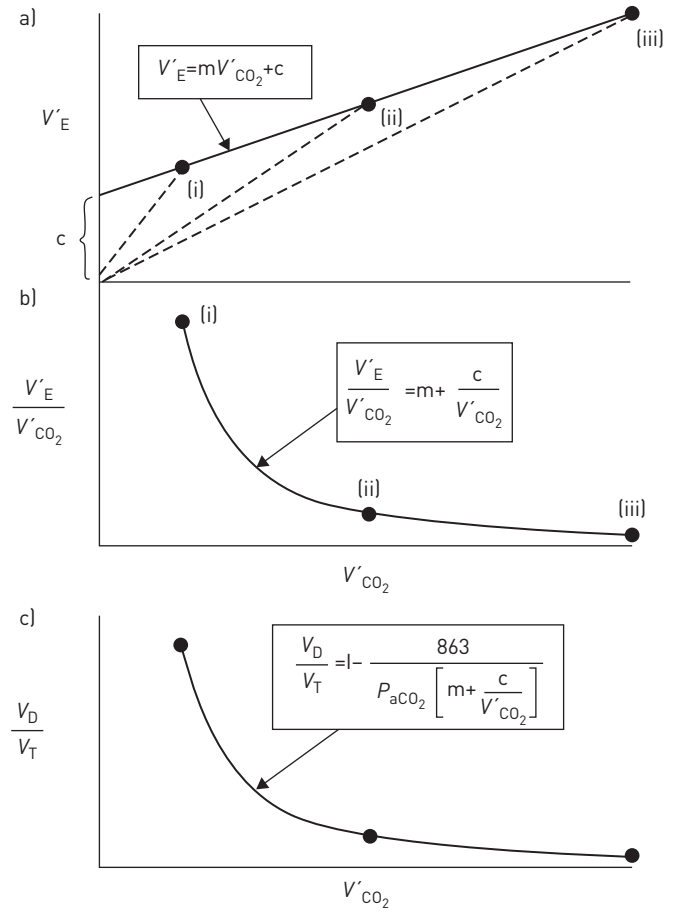 a)
V´E=mV´CO2+c
V´E
(i)
(ii)
(iii)
c
b)
(i)
V´E
V´CO2
V´E
V´CO2
=m+
c
V´CO2
(ii)
(iii)
V´CO2
c)
VD
VT
VD
VT
=I–
863
PaCO2 [m+ c
V´CO2 ]
V´CO2